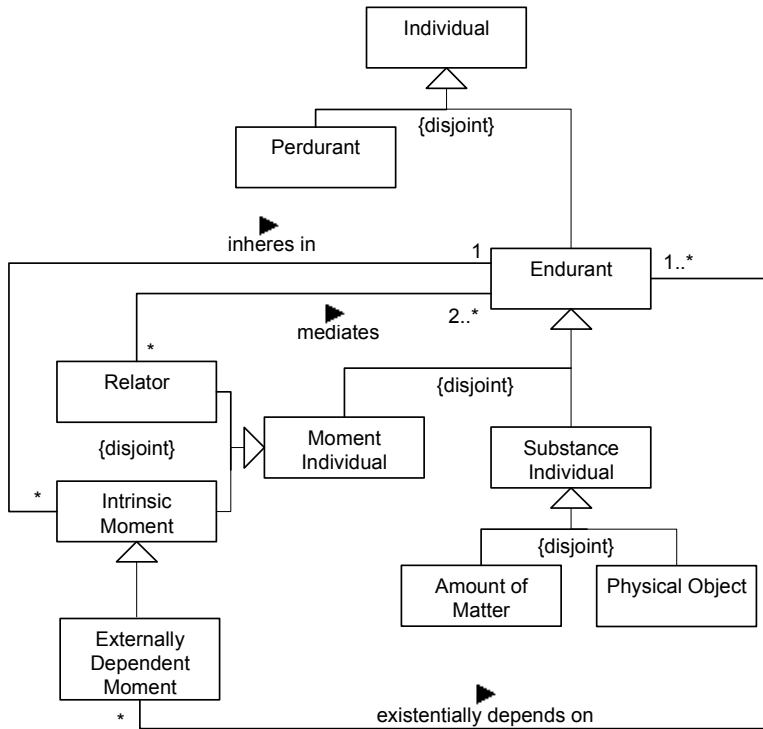 Individual
{disjoint}
Perdurant
inheres in
1
Endurant
1..*
mediates
2..*
*
Relator
{disjoint}
{disjoint}
Moment
Individual
Substance
Individual
*
Intrinsic
Moment
{disjoint}
Amount of
Matter
Physical Object
Externally
Dependent
Moment
*
existentially depends on